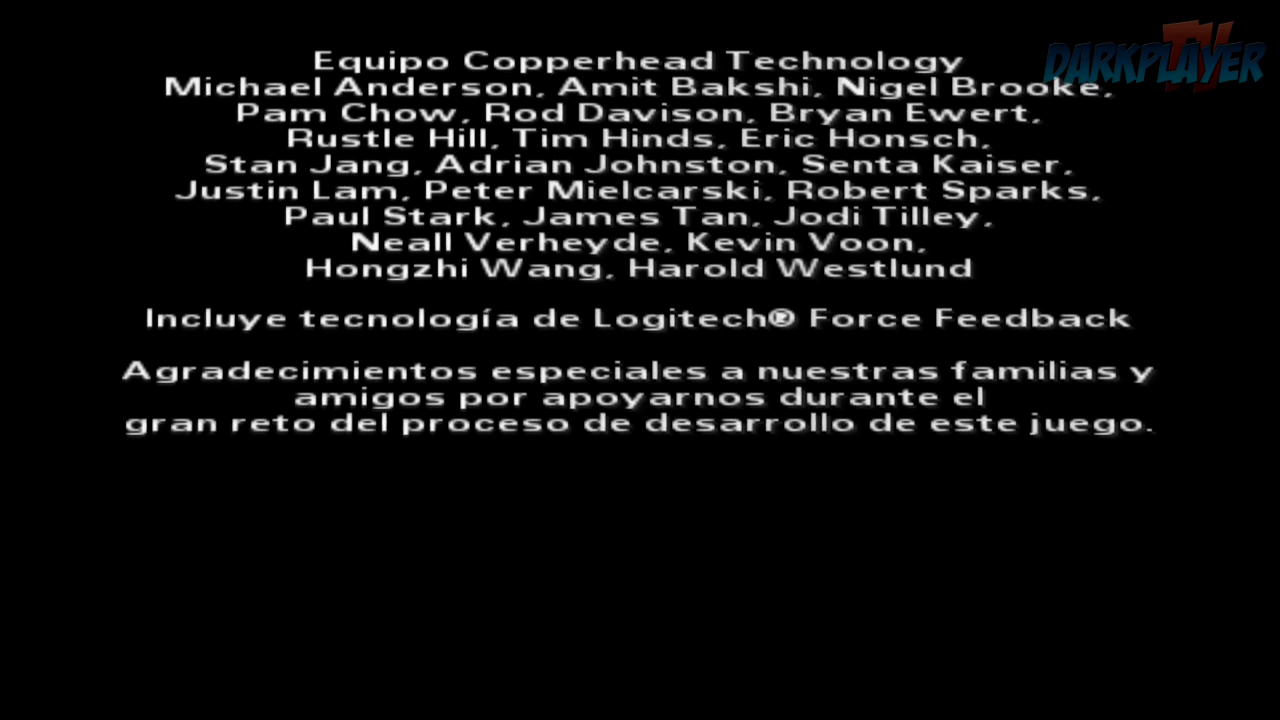 Equipo Copperhead Technology
Michael Anderson, Amit Bakshi, Nigel Brooke,
Pam Chow, Rod Davison, Bryan Ewert,
Rustle Hill, Tim Hinds, Eric Honsch,
Stan Jang, Adrian Johnston, Senta Kaiser,
Justin Lam, Peter Mielcarski, Robert Sparks,
Paul Stark, James Tan, Jodi Tilley,
Neall Verheyde, Kevin Voon,
Hongzhi Wang, Harold Westlund
Incluye tecnología de Logitech® Force Feedback
Agradecimientos especiales a nuestras familias y
amigos por apoyarnos durante el
gran reto del proceso de desarrollo de este juego.
DARKPLAYER TV